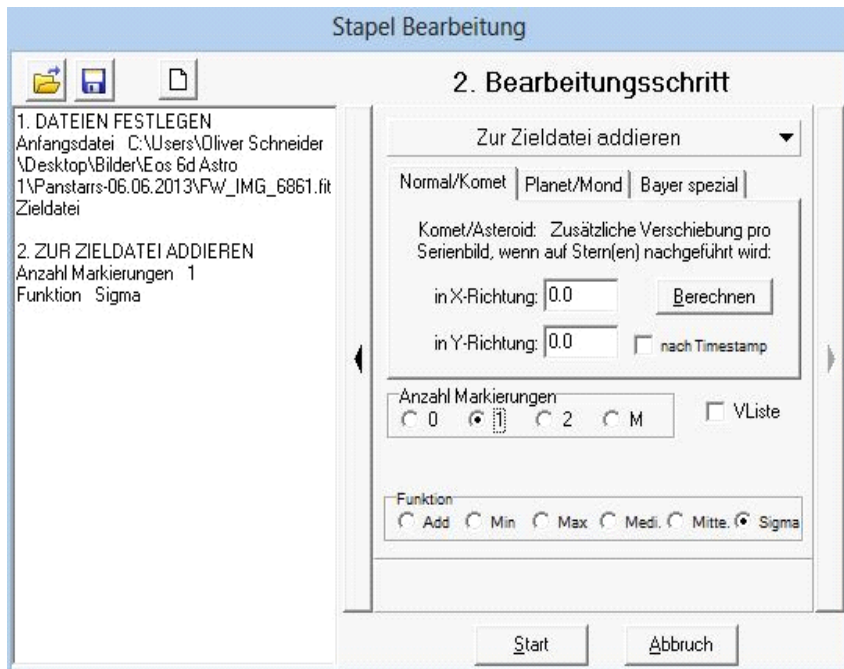 Stapel Bearbeitung
1. DATEIEN FESTLEGEN
Anfangsdatei C:\Users\Oliver Schneider
\Desktop\Bilder\Eos 6d Astro
1\Panstarrs-06.06.2013\FW_IMG_6861.fit
Zieldatei
2. ZUR ZIELDATEI ADDIEREN
Anzahl Markierungen 1
Funktion Sigma
2. Bearbeitungsschritt
Zur Zieldatei addieren
Normal/Komet Planet/Mond Bayer spezial
Komet/Asteroid: Zusätzliche Verschiebung pro
Serienbild, wenn auf Stern(en) nachgeführt wird:
in X-Richtung: 0.0 Berechnen
in Y-Richtung: 0.0 nach Timestamp
Anzahl Markierungen
0 1 2 M VListe
Funktion
Add Min Max Medi. Mitte. Sigma
Start Abbruch